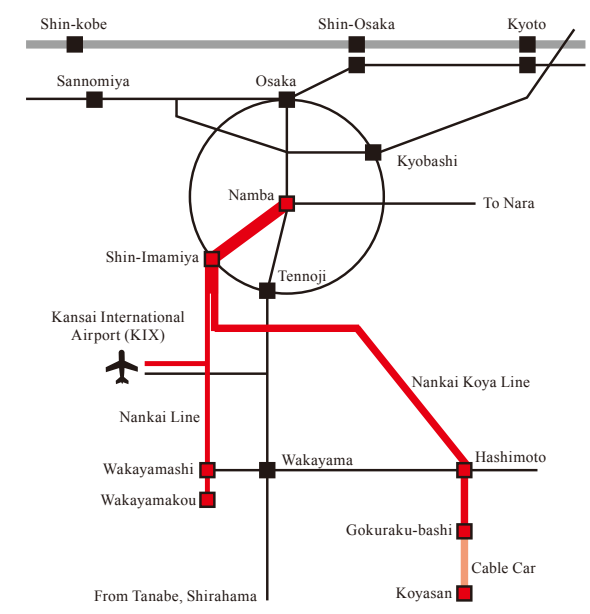 Shin-kobe
Shin-Osaka
Kyoto
Sannomiya
Osaka
Kyobashi
Namba
To Nara
Shin-Imamiya
Tennoji
Kansai International
Airport (KIX)
Nankai Koya Line
Nankai Line
Wakayamashi
Wakayama
Hashimoto
Wakayamakou
Gokuraku-bashi
Cable Car
From Tanabe, Shirahama
Koyasan